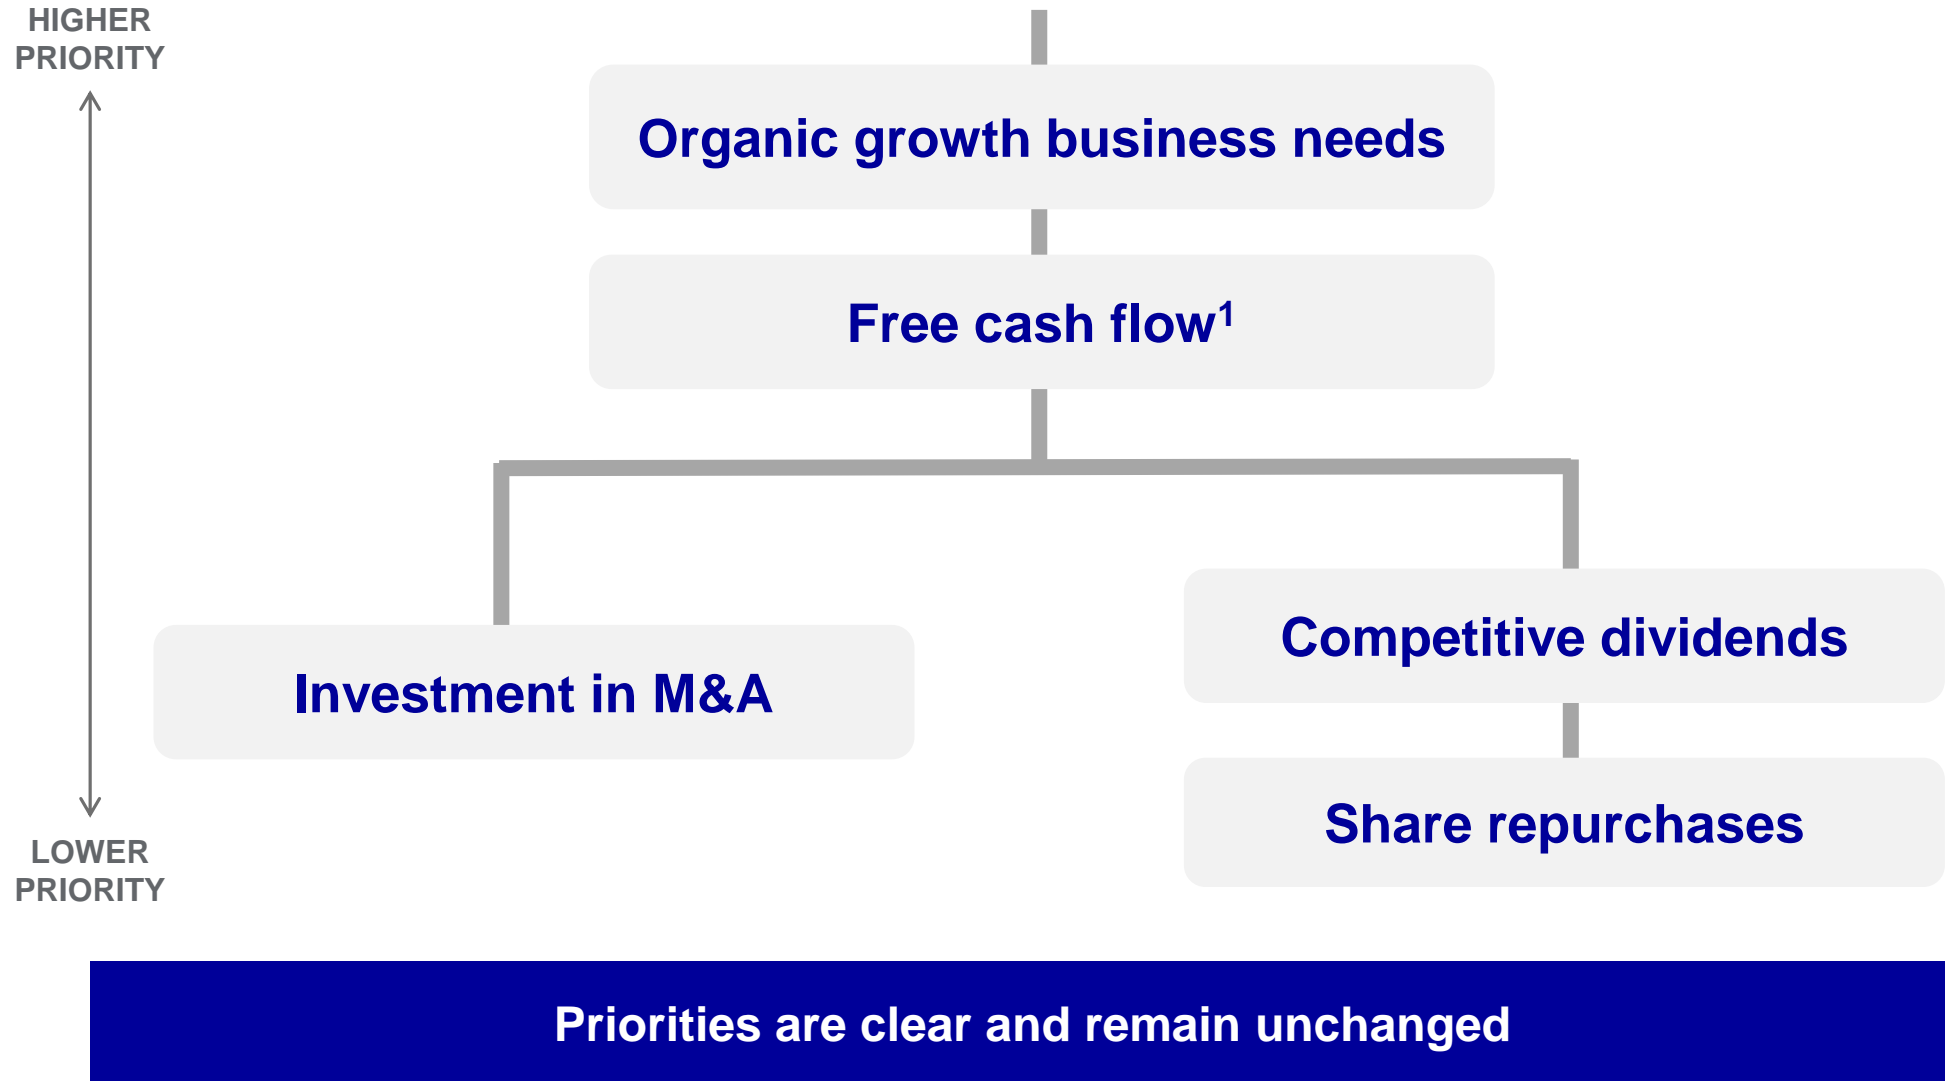 HIGHER
PRIORITY
Organic growth business needs
Free cash flow¹
Investment in M&A
Competitive dividends
Share repurchases
LOWER
PRIORITY
Priorities are clear and remain unchanged